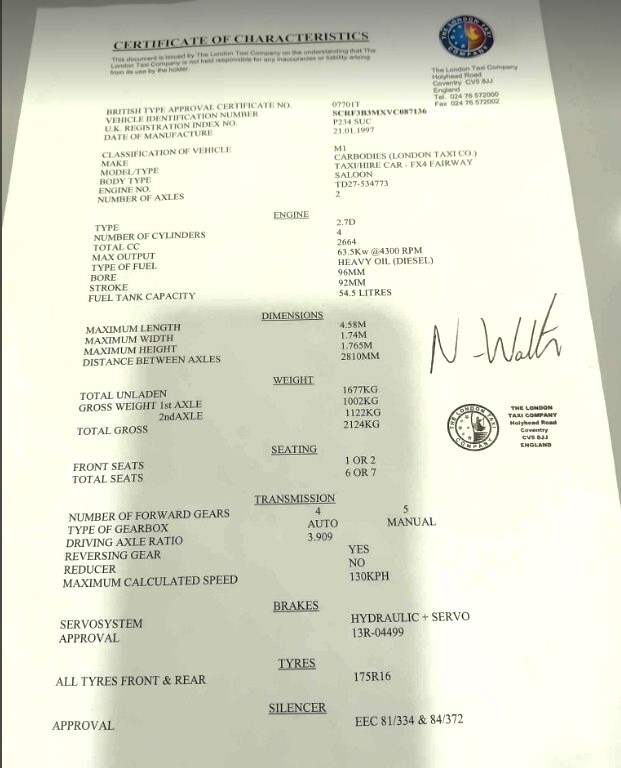 CERTIFICATE OF CHARACTERISTICS
This document is issued by The London Taxi Company on the understanding that The
London Taxi Company is not held responsible for any inaccuracies or liability arising
from its use by the holder.
THE LONDON TAXI COMPANY
The London Taxi Company
Holyhead Road
Coventry CV5 8JJ
England
Tel. 024 76 572000
Fax 024 76 572002
BRITISH TYPE APPROVAL CERTIFICATE NO. 07701T
VEHICLE IDENTIFICATION NUMBER SCRF3B3MXVC087136
U.K. REGISTRATION INDEX NO. P234 SUC
DATE OF MANUFACTURE 21.01.1997
CLASSIFICATION OF VEHICLE M1
MAKE CARBODIES (LONDON TAXI CO.)
MODEL/TYPE TAXI/HIRE CAR - FX4 FAIRWAY
BODY TYPE SALOON
ENGINE NO. TD27-534773
NUMBER OF AXLES 2
ENGINE
TYPE 2.7D
NUMBER OF CYLINDERS 4
TOTAL CC 2664
MAX OUTPUT 63.5Kw @4300 RPM
TYPE OF FUEL HEAVY OIL (DIESEL)
BORE 96MM
STROKE 92MM
FUEL TANK CAPACITY 54.5 LITRES
DIMENSIONS
MAXIMUM LENGTH 4.58M
MAXIMUM WIDTH 1.74M
MAXIMUM HEIGHT 1.765M
DISTANCE BETWEEN AXLES 2810MM
N-Walth
WEIGHT
TOTAL UNLADEN 1677KG
GROSS WEIGHT 1st AXLE 1002KG
2ndAXLE 1122KG
TOTAL GROSS 2124KG
THE LONDON TAXI COMPANY
THE LONDON
TAXI COMPANY
Holyhead Road
Coventry
CV5 8JJ
ENGLAND
SEATING
FRONT SEATS 1 OR 2
TOTAL SEATS 6 OR 7
TRANSMISSION
NUMBER OF FORWARD GEARS 4 5
TYPE OF GEARBOX AUTO MANUAL
DRIVING AXLE RATIO 3.909
REVERSING GEAR YES
REDUCER NO
MAXIMUM CALCULATED SPEED 130KPH
BRAKES
SERVOSYSTEM HYDRAULIC + SERVO
APPROVAL 13R-04499
TYRES
ALL TYRES FRONT & REAR 175R16
SILENCER
APPROVAL EEC 81/334 & 84/372